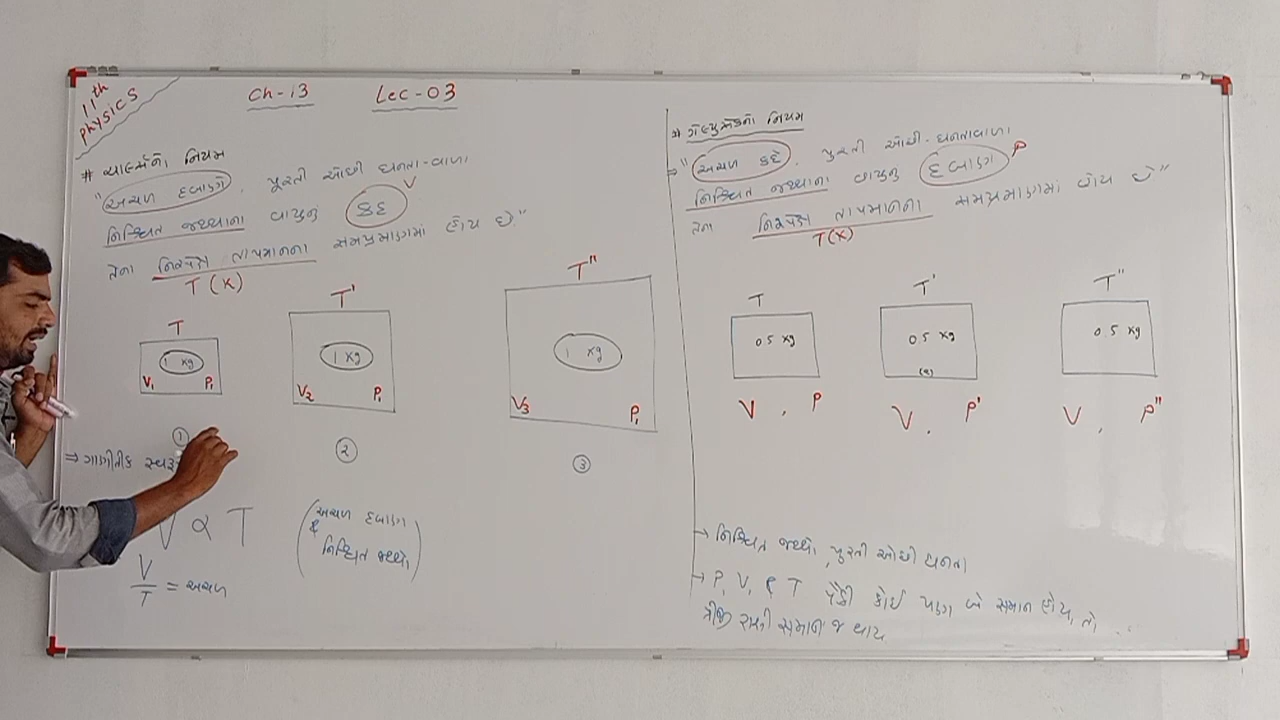 11th
physics
Ch-13 Lec-03
# ચાર્લ્સનો નિયમ
"અચળ દબાણે, પૂરતી ઓછી ઘનતા-વાળા
નિશ્ચિત જથ્થાના વાયુનું કદ V
તેના નિરપેક્ષ તાપમાનના સમપ્રમાણમાં હોય છે."
T(K)
T
1 kg
V₁ P₁
①
T'
1 kg
V₂ P₁
②
T"
1 kg
V₃ P₁
③
⇒ ગાણીતીક
V ∝ T
(અચળ દબાણ
&
નિશ્ચિત જથ્થો)
V/T = અચળ
⇒ ગેલ્યુસેકનો નિયમ
⇒ "અચળ કદે, પૂરતી ઓછી-ઘનતાવાળા
નિશ્ચિત જથ્થાના વાયુનું દબાણ P
તેના નિરપેક્ષ તાપમાનના સમપ્રમાણમાં હોય છે"
T(K)
T
0.5 kg
V, P
T'
0.5 kg
(a)
V, P'
T"
0.5 kg
V, P"
→ નિશ્ચિત જથ્થો, પુરતી ઓછી ઘનતા
→ P, V, & T પૈકી કોઈ પણ બે સમાન હોય, તો
ત્રીજી રાશી સમાન જ થાય